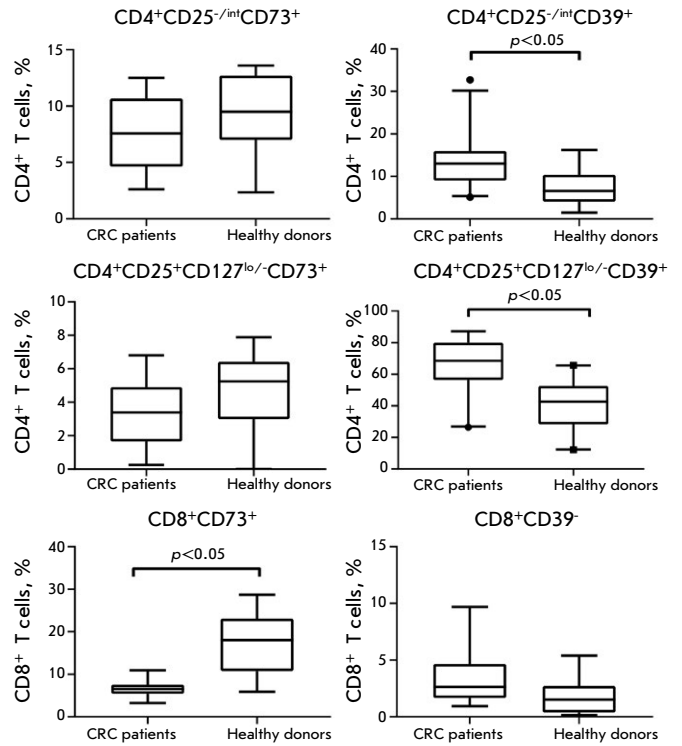 CD4⁺CD25⁻/ⁱⁿᵗCD73⁺
CD4⁺ T cells, %
15
10
5
0
CRC patients Healthy donors
CD4⁺CD25⁻/ⁱⁿᵗCD39⁺
p<0.05
CD4⁺ T cells, %
40
30
20
10
0
CRC patients Healthy donors
CD4⁺CD25⁺CD127ˡᵒ/⁻CD73⁺
CD4⁺ T cells, %
10
8
6
4
2
0
CRC patients Healthy donors
CD4⁺CD25⁺CD127ˡᵒ/⁻CD39⁺
p<0.05
CD4⁺ T cells, %
100
80
60
40
20
0
CRC patients Healthy donors
CD8⁺CD73⁺
p<0.05
CD8⁺ T cells, %
40
30
20
10
0
CRC patients Healthy donors
CD8⁺CD39⁻
CD8⁺ T cells, %
15
10
5
0
CRC patients Healthy donors